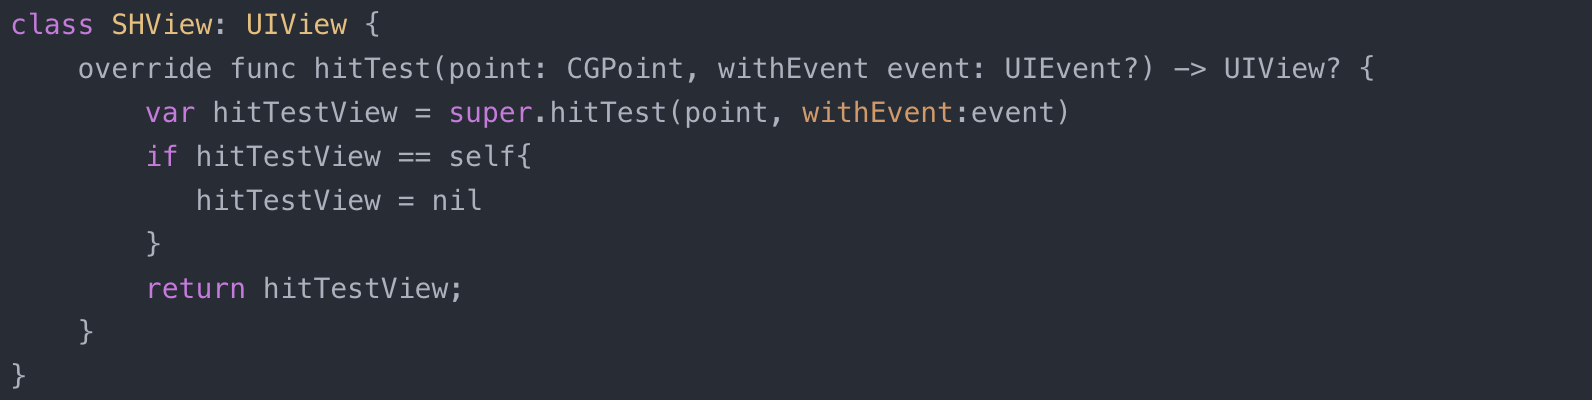 class SHView: UIView {
    override func hitTest(point: CGPoint, withEvent event: UIEvent?) -> UIView? {
        var hitTestView = super.hitTest(point, withEvent:event)
        if hitTestView == self{
           hitTestView = nil
        }
        return hitTestView;
    }
}